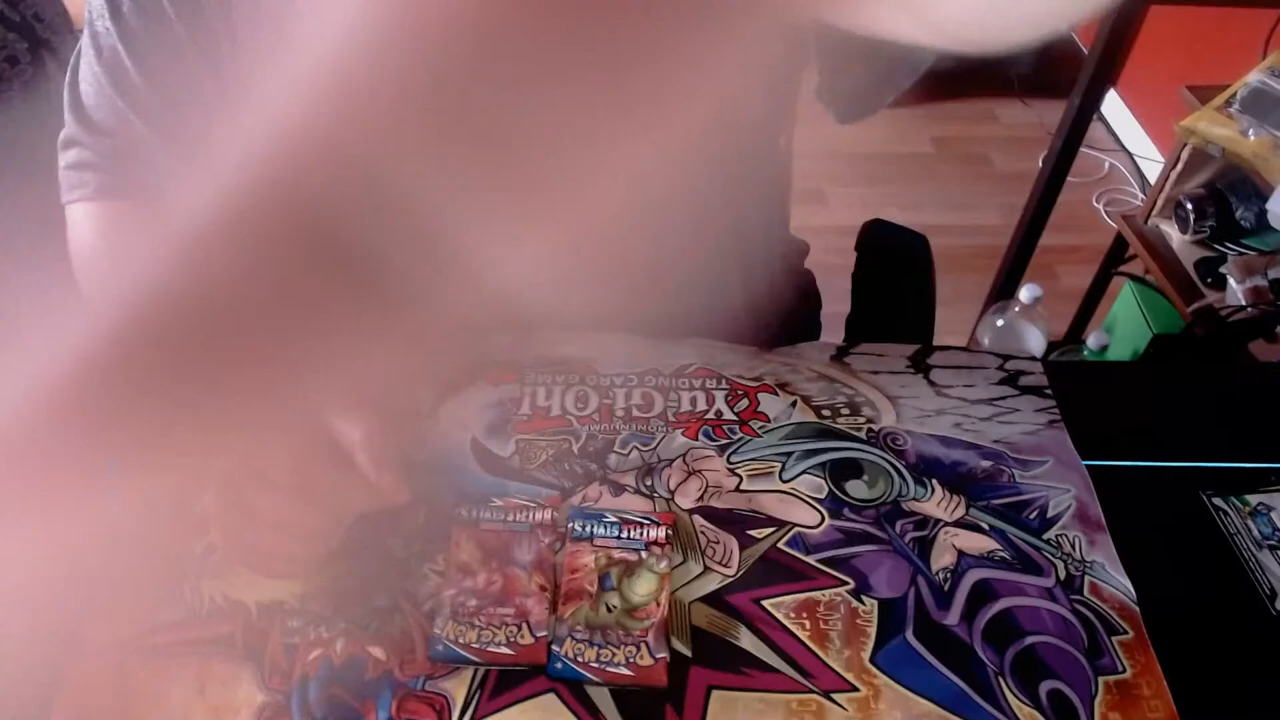 TRADING CARD GAME
Yu-Gi-Oh!
SHONEN JUMP
BATTLE STYLES
BATTLE STYLES
POKéMON
POKéMON